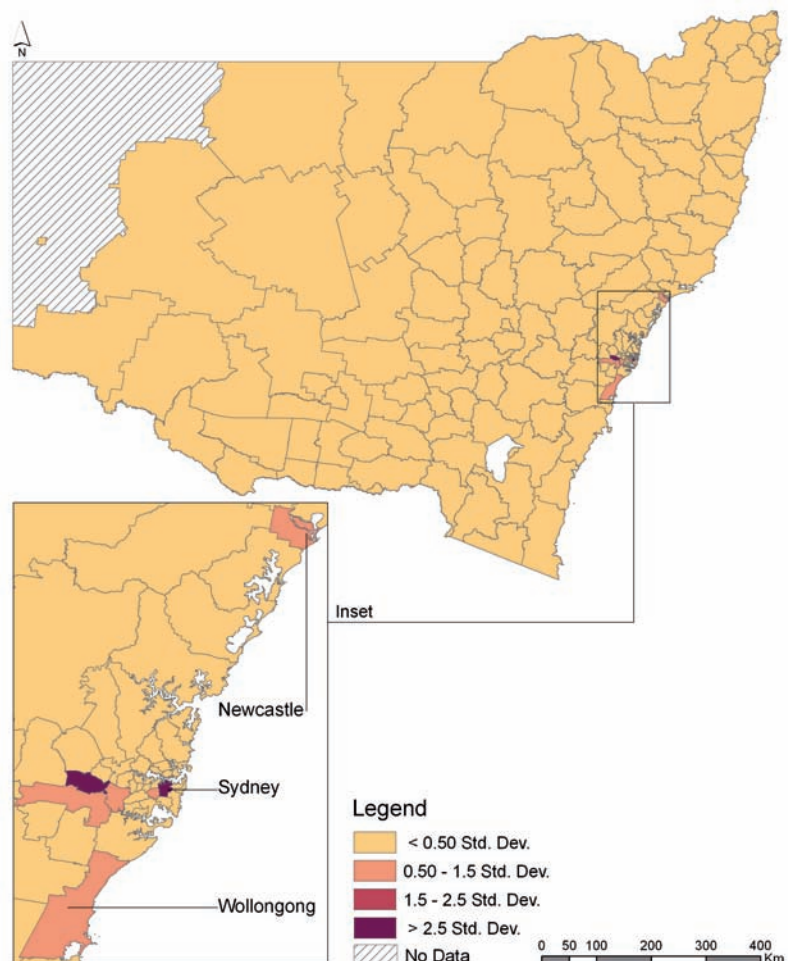 N
Inset
Newcastle
Sydney
Wollongong
Legend
< 0.50 Std. Dev.
0.50 - 1.5 Std. Dev.
1.5 - 2.5 Std. Dev.
> 2.5 Std. Dev.
No Data
0 50 100 200 300 400
Km